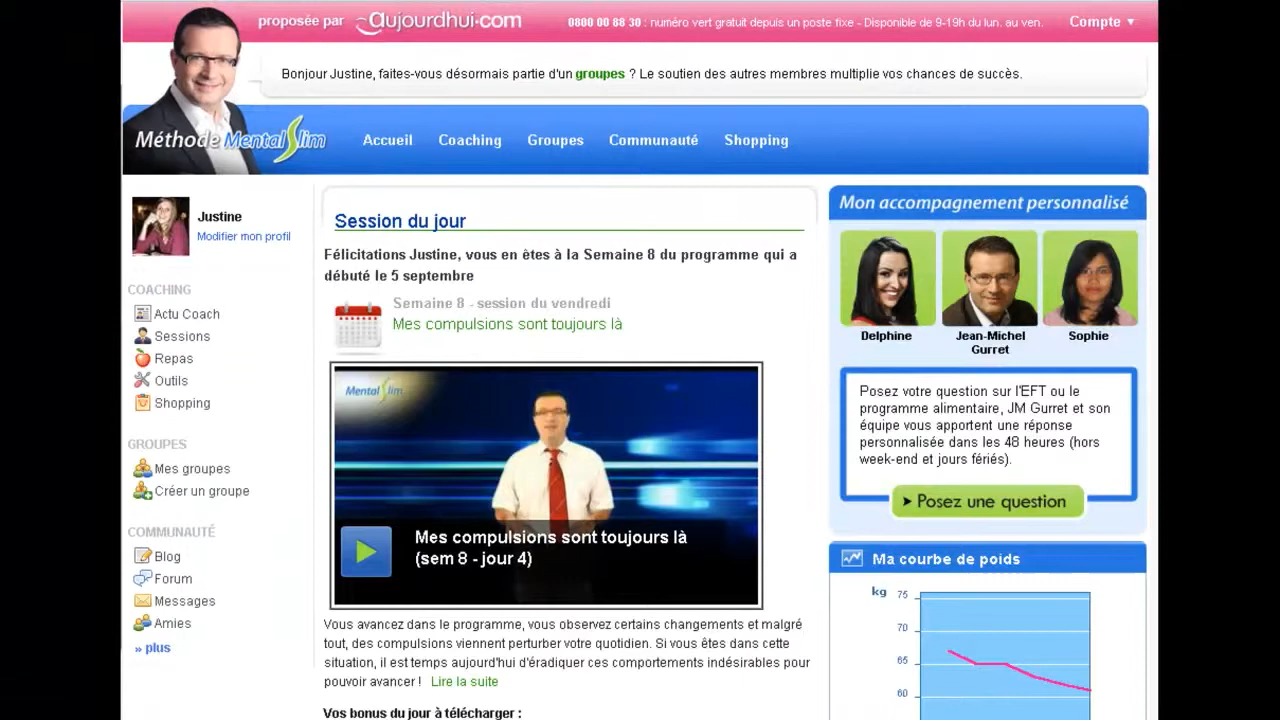 proposée par aujourdhui.com
0800 00 88 30 : numéro vert gratuit depuis un poste fixe - Disponible de 9-19h du lun. au ven.
Compte ▼
Bonjour Justine, faites-vous désormais partie d'un groupes ? Le soutien des autres membres multiplie vos chances de succès.
Méthode MentalSlim
Accueil Coaching Groupes Communauté Shopping
Justine
Modifier mon profil
COACHING
Actu Coach
Sessions
Repas
Outils
Shopping
GROUPES
Mes groupes
Créer un groupe
COMMUNAUTÉ
Blog
Forum
Messages
Amies
» plus
Session du jour
Félicitations Justine, vous en êtes à la Semaine 8 du programme qui a
débuté le 5 septembre
Semaine 8 - session du vendredi
Mes compulsions sont toujours là
MentalSlim
Mes compulsions sont toujours là
(sem 8 - jour 4)
Vous avancez dans le programme, vous observez certains changements et malgré
tout, des compulsions viennent perturber votre quotidien. Si vous êtes dans cette
situation, il est temps aujourd'hui d'éradiquer ces comportements indésirables pour
pouvoir avancer ! Lire la suite
Vos bonus du jour à télécharger :
Mon accompagnement personnalisé
Delphine
Jean-Michel
Gurret
Sophie
Posez votre question sur l'EFT ou le
programme alimentaire, JM Gurret et son
équipe vous apportent une réponse
personnalisée dans les 48 heures (hors
week-end et jours fériés).
Posez une question
Ma courbe de poids
kg
75
70
65
60